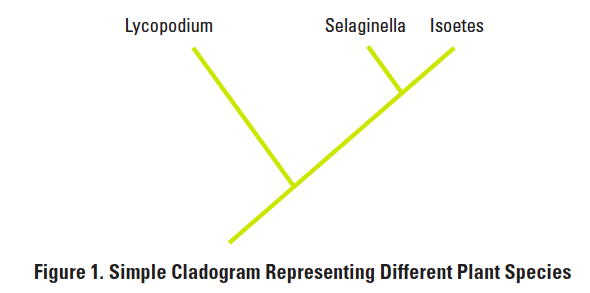 Lycopodium Selaginella Isoetes
Figure 1. Simple Cladogram Representing Different Plant Species